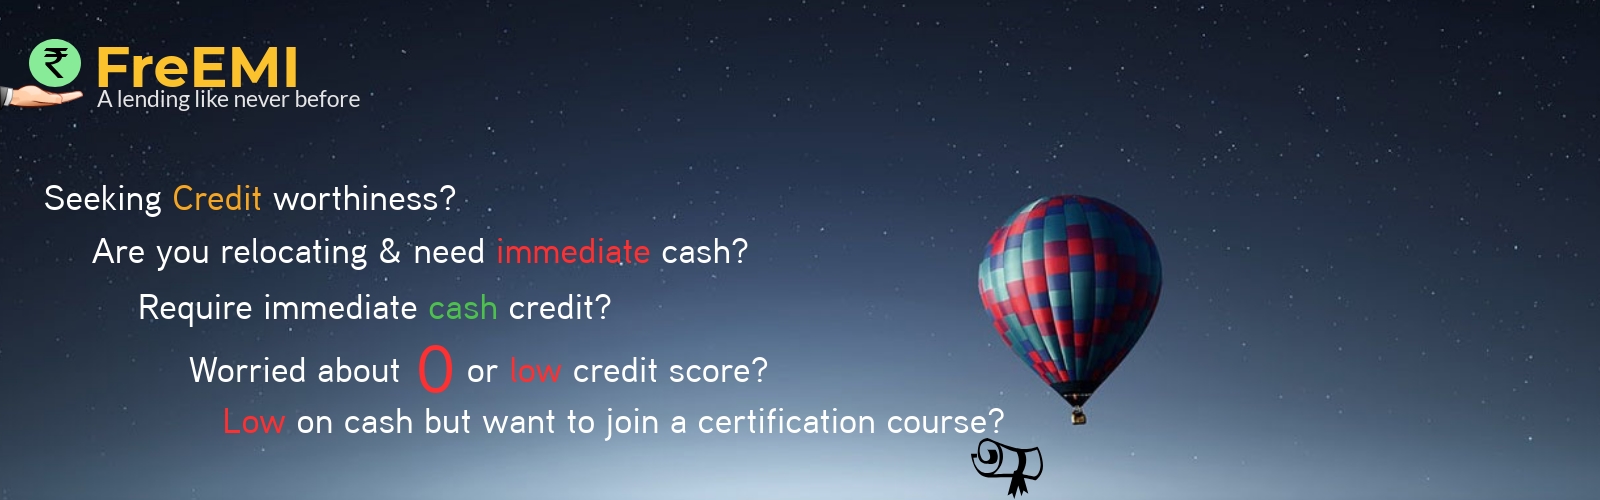 ₹ FreEMI
A lending like never before
Seeking Credit worthiness?
Are you relocating & need immediate cash?
Require immediate cash credit?
Worried about 0 or low credit score?
Low on cash but want to join a certification course?